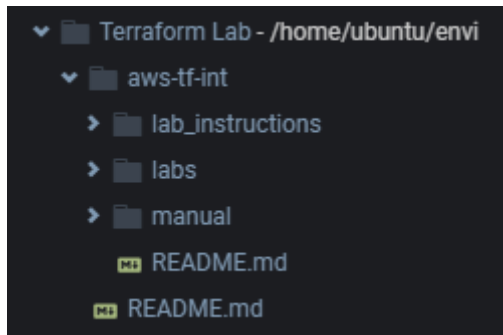 Terraform Lab - /home/ubuntu/envi
aws-tf-int
lab_instructions
labs
manual
README.md
README.md